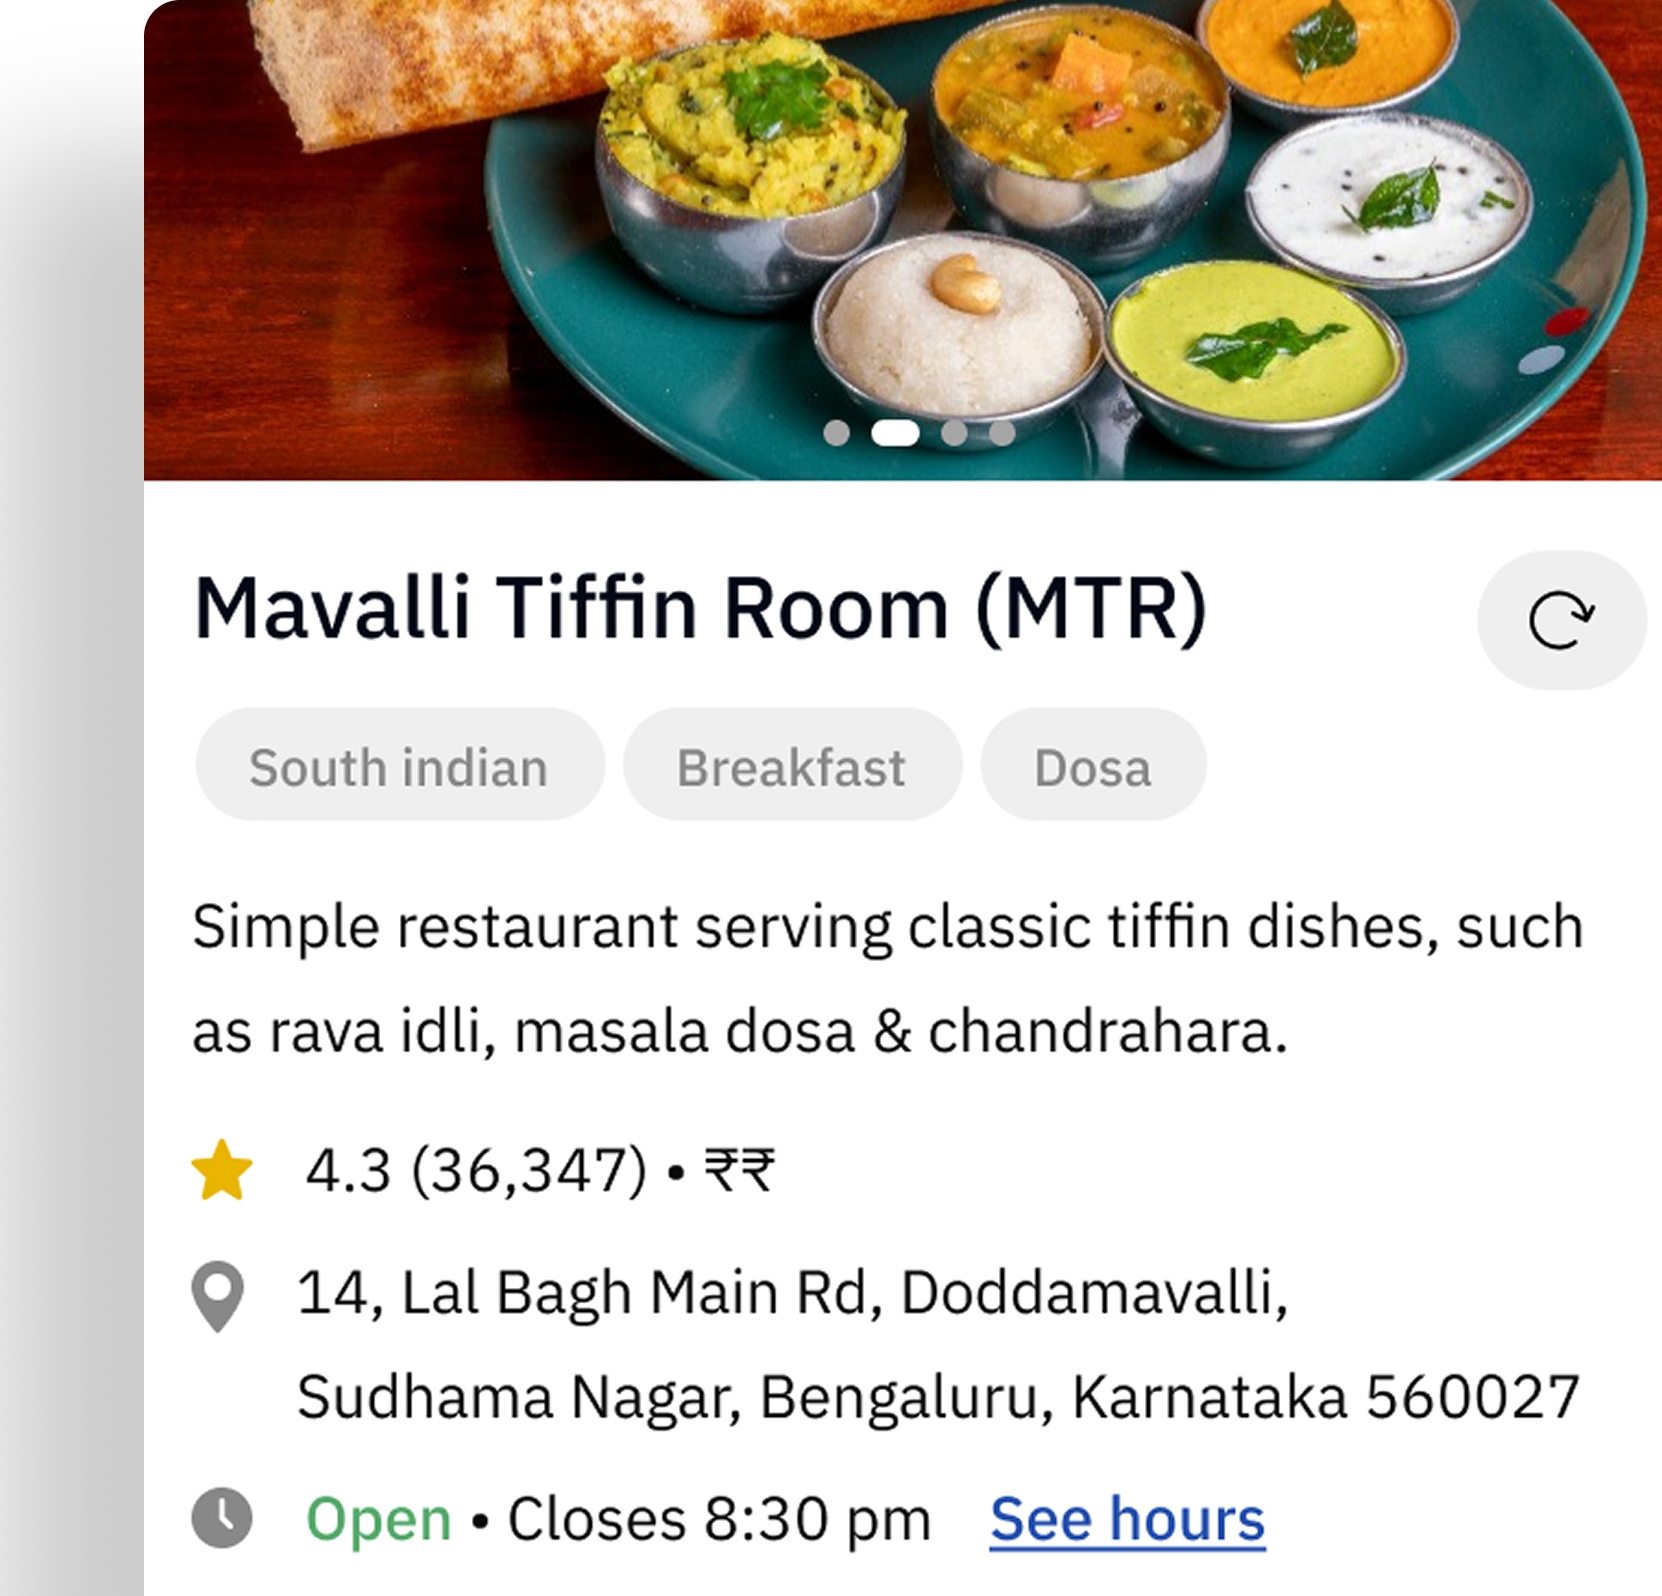 Mavalli Tiffin Room (MTR)
South indian
Breakfast
Dosa
Simple restaurant serving classic tiffin dishes, such
as rava idli, masala dosa & chandrahara.
4.3 (36,347) • ₹₹
14, Lal Bagh Main Rd, Doddamavalli,
Sudhama Nagar, Bengaluru, Karnataka 560027
Open • Closes 8:30 pm See hours